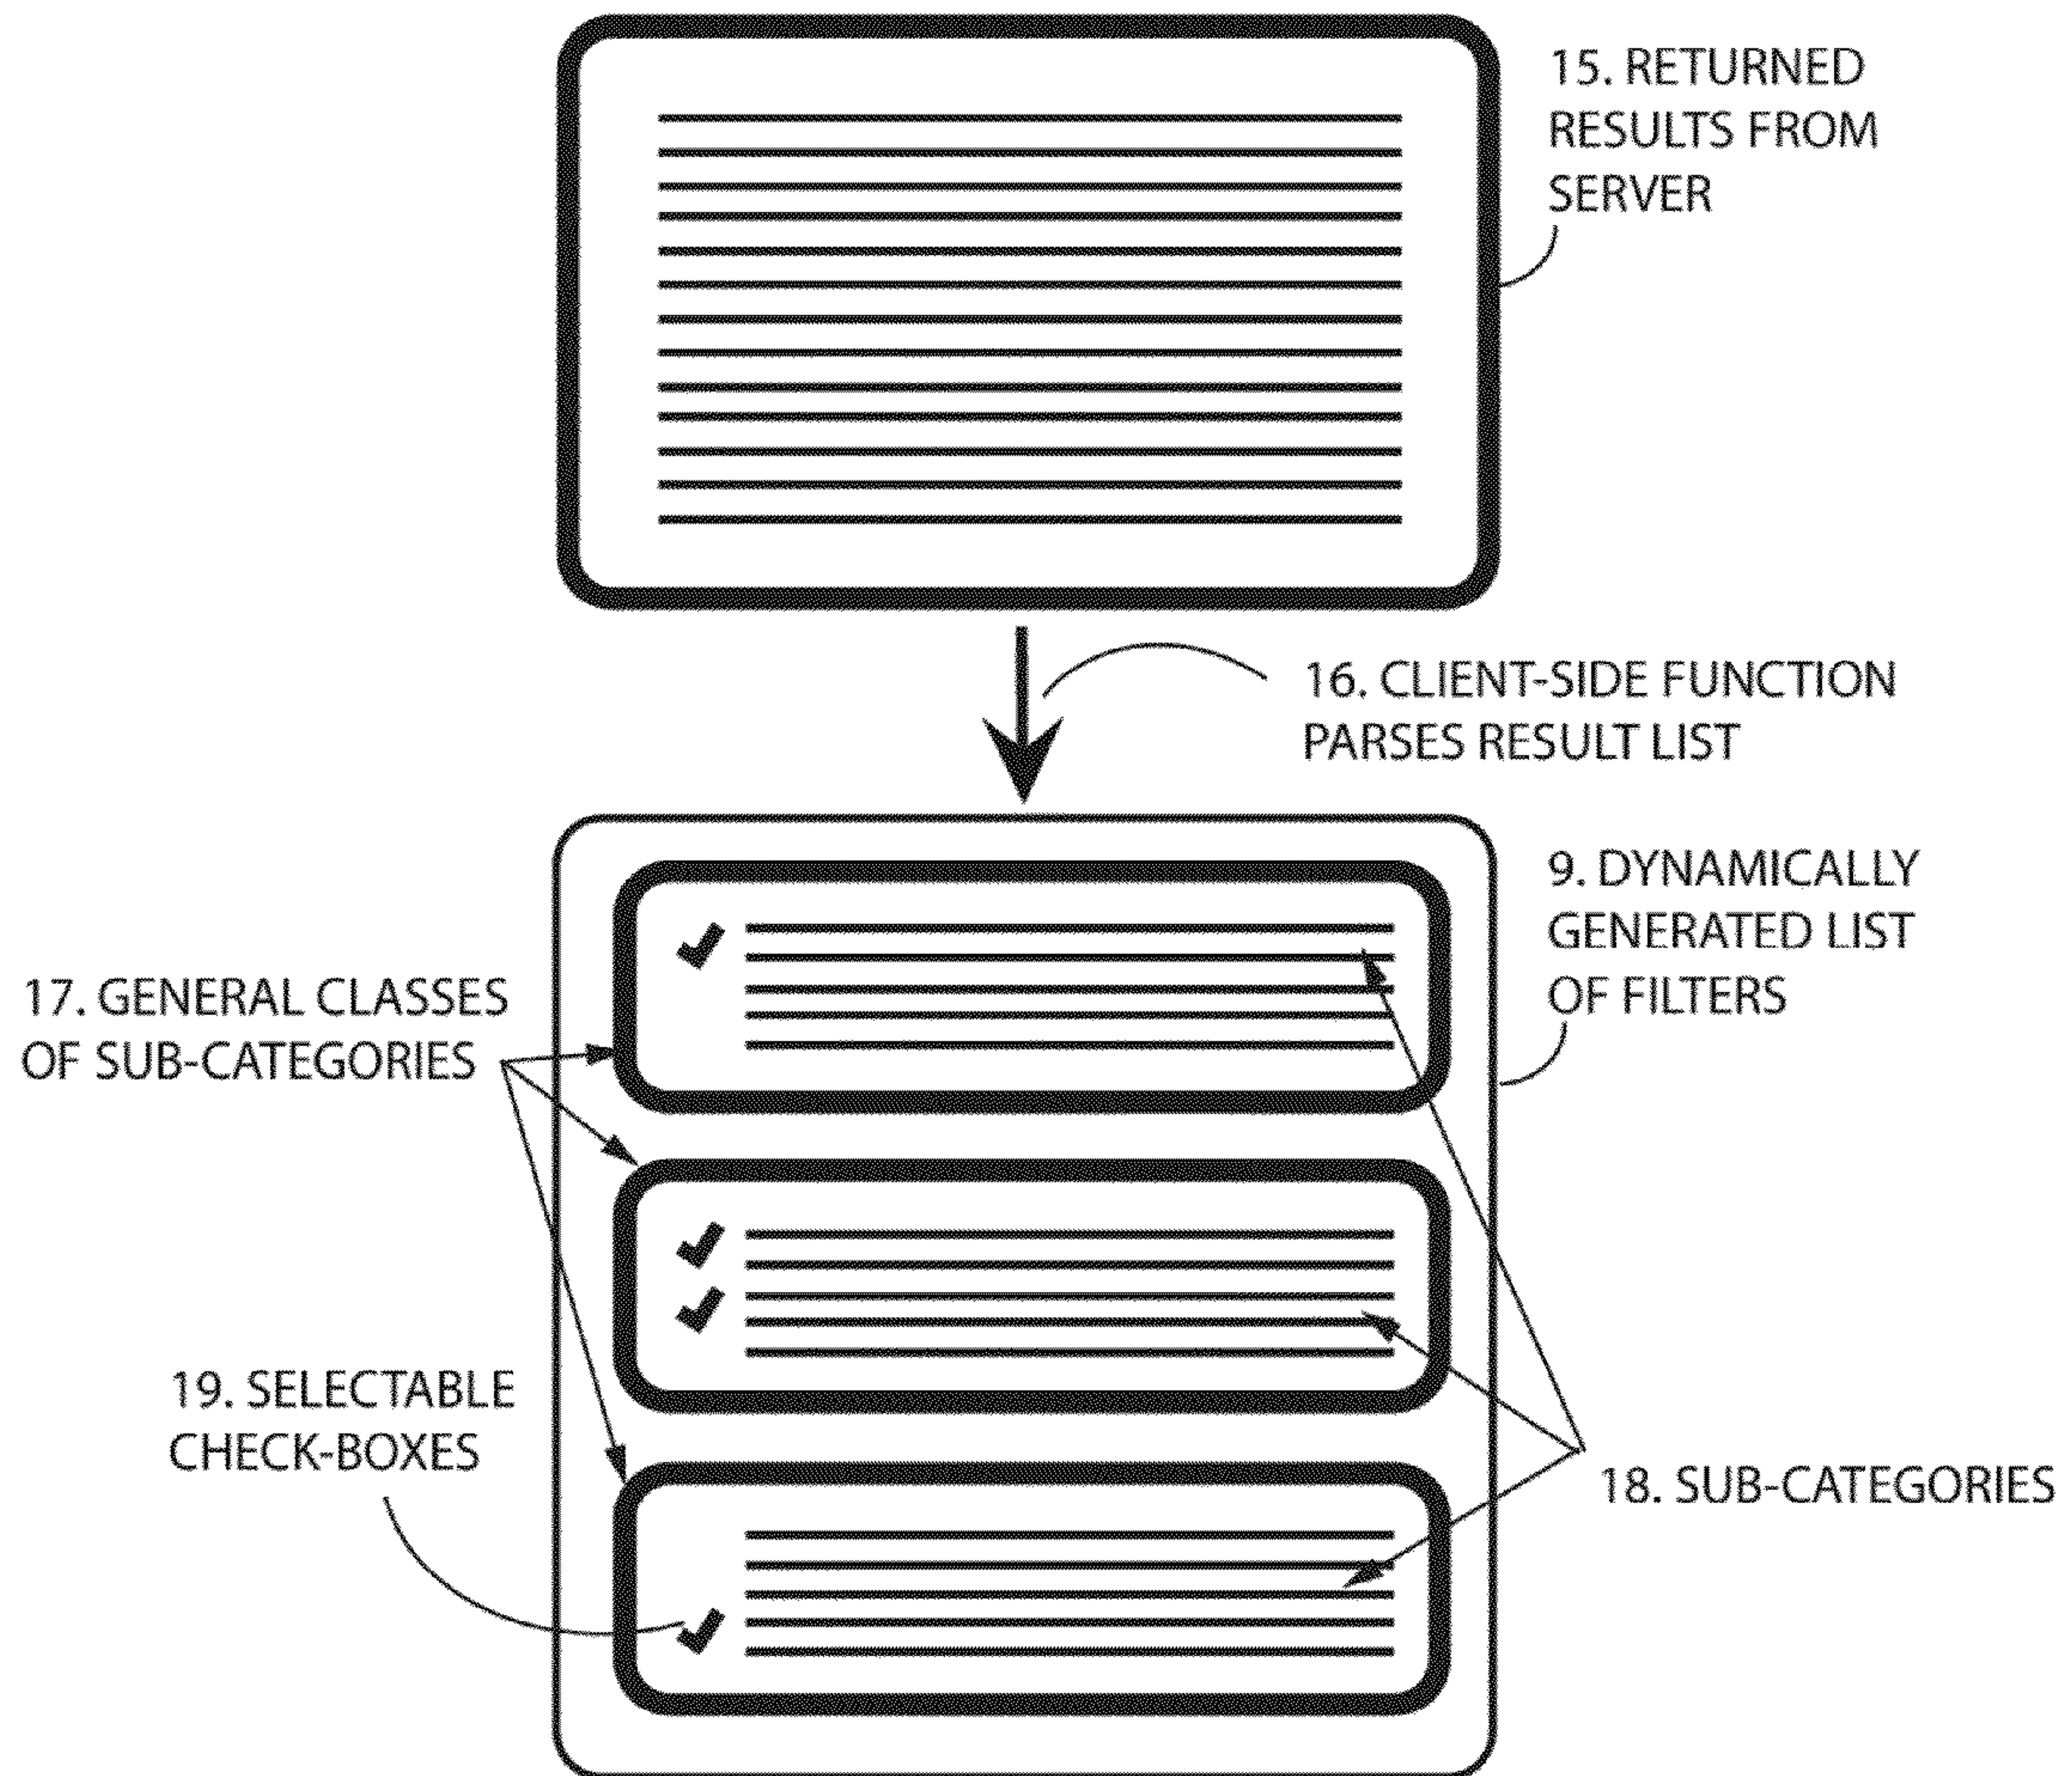 15. RETURNED
RESULTS FROM
SERVER
16. CLIENT-SIDE FUNCTION
PARSES RESULT LIST
9. DYNAMICALLY
GENERATED LIST
OF FILTERS
17. GENERAL CLASSES
OF SUB-CATEGORIES
19. SELECTABLE
CHECK-BOXES
18. SUB-CATEGORIES